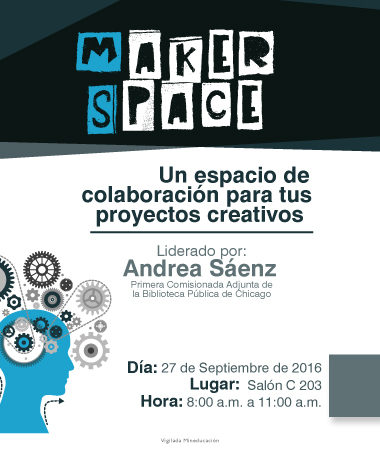 MAKER
SPACE
Un espacio de
colaboración para tus
proyectos creativos
Liderado por:
Andrea Sáenz
Primera Comisionada Adjunta de
la Biblioteca Pública de Chicago
Día: 27 de Septiembre de 2016
Lugar: Salón C 203
Hora: 8:00 a.m. a 11:00 a.m.
Vigilada Mineducación